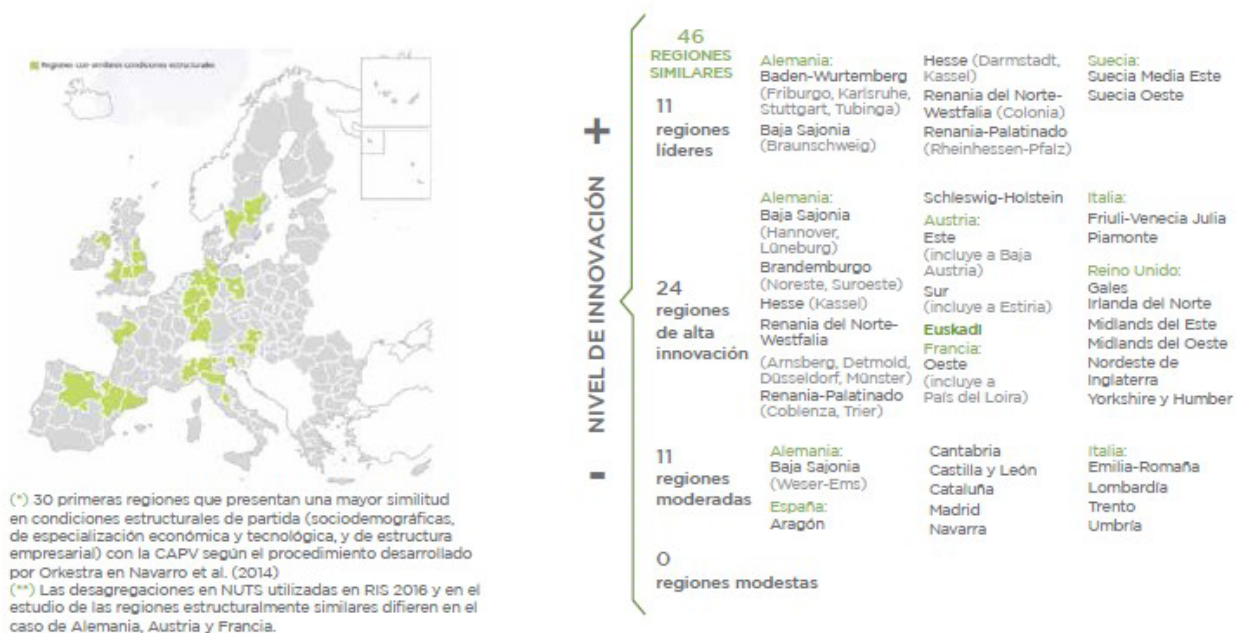 Regiones con similares condiciones estructurales
(*) 30 primeras regiones que presentan una mayor similitud
en condiciones estructurales de partida (sociodemográficas,
de especialización económica y tecnológica, y de estructura
empresarial) con la CAPV según el procedimiento desarrollado
por Orkestra en Navarro et al. (2014)
(**) Las desagregaciones en NUTS utilizadas en RIS 2016 y en el
estudio de las regiones estructuralmente similares difieren en el
caso de Alemania, Austria y Francia.
- NIVEL DE INNOVACIÓN +
46
REGIONES
SIMILARES
11
regiones
líderes
Alemania:
Baden-Wurtemberg
(Friburgo, Karlsruhe,
Stuttgart, Tubinga)
Baja Sajonia
(Braunschweig)
Hesse (Darmstadt,
Kassel)
Renania del Norte-
Westfalia (Colonia)
Renania-Palatinado
(Rheinhessen-Pfalz)
Suecia:
Suecia Media Este
Suecia Oeste
24
regiones
de alta
innovación
Alemania:
Baja Sajonia
(Hannover,
Lüneburg)
Brandemburgo
(Noreste, Suroeste)
Hesse (Kassel)
Renania del Norte-
Westfalia
(Arnsberg, Detmold,
Düsseldorf, Münster)
Renania-Palatinado
(Coblenza, Trier)
Schleswig-Holstein
Austria:
Este
(incluye a Baja
Austria)
Sur
(incluye a Estiria)
Euskadi
Francia:
Oeste
(incluye a
País del Loira)
Italia:
Friuli-Venecia Julia
Piamonte
Reino Unido:
Gales
Irlanda del Norte
Midlands del Este
Midlands del Oeste
Nordeste de
Inglaterra
Yorkshire y Humber
11
regiones
moderadas
Alemania:
Baja Sajonia
(Weser-Ems)
España:
Aragón
Cantabria
Castilla y León
Cataluña
Madrid
Navarra
Italia:
Emilia-Romaña
Lombardía
Trento
Umbría
0
regiones modestas